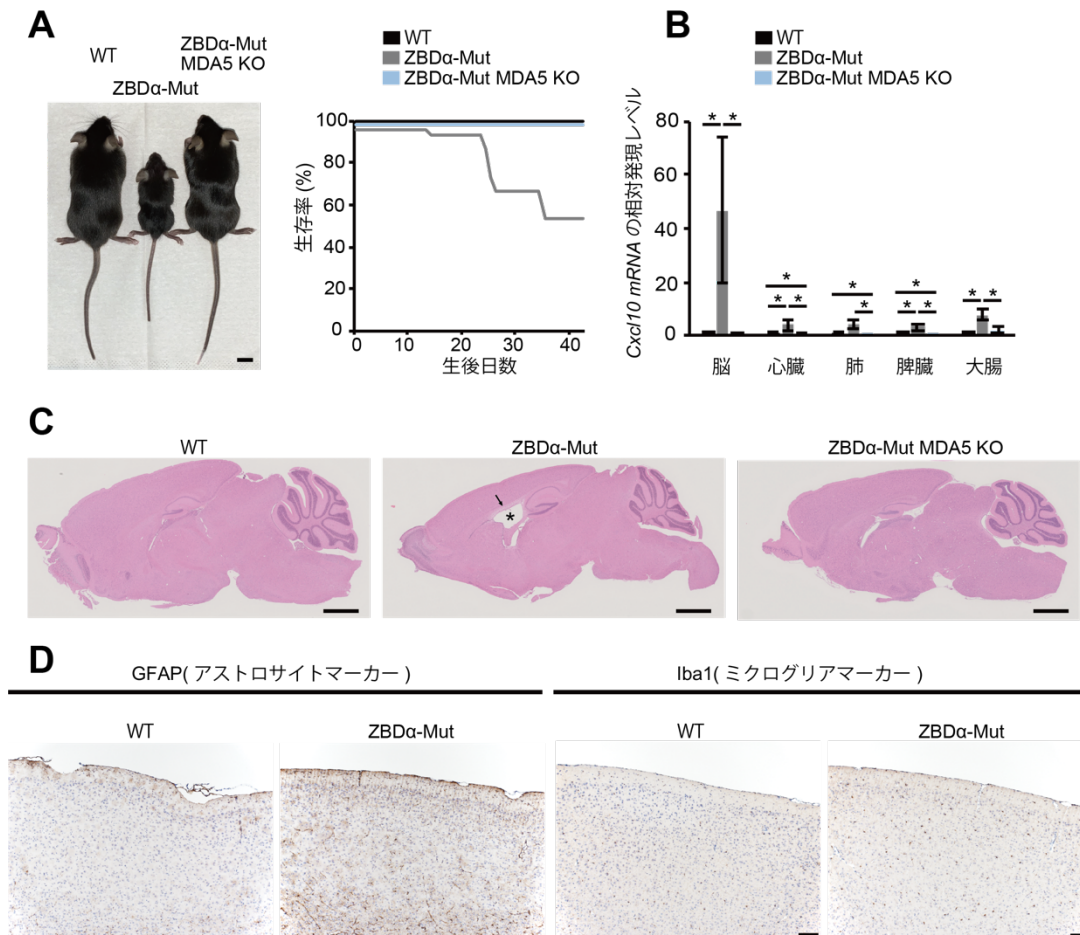 A
WT
ZBDα-Mut
MDA5 KO
ZBDα-Mut
WT
ZBDα-Mut
ZBDα-Mut MDA5 KO
生存率 (%)
100
80
60
40
20
0
0
10
20
30
40
生後日数
B
WT
ZBDα-Mut
ZBDα-Mut MDA5 KO
Cxcl10 mRNA の相対発現レベル
80
60
40
20
0
* *
*
* *
*
*
*
* *
* *
脳
心臓
肺
脾臓
大腸
C
WT
ZBDα-Mut
ZBDα-Mut MDA5 KO
*
D
GFAP( アストロサイトマーカー )
Iba1( ミクログリアマーカー )
WT
ZBDα-Mut
WT
ZBDα-Mut